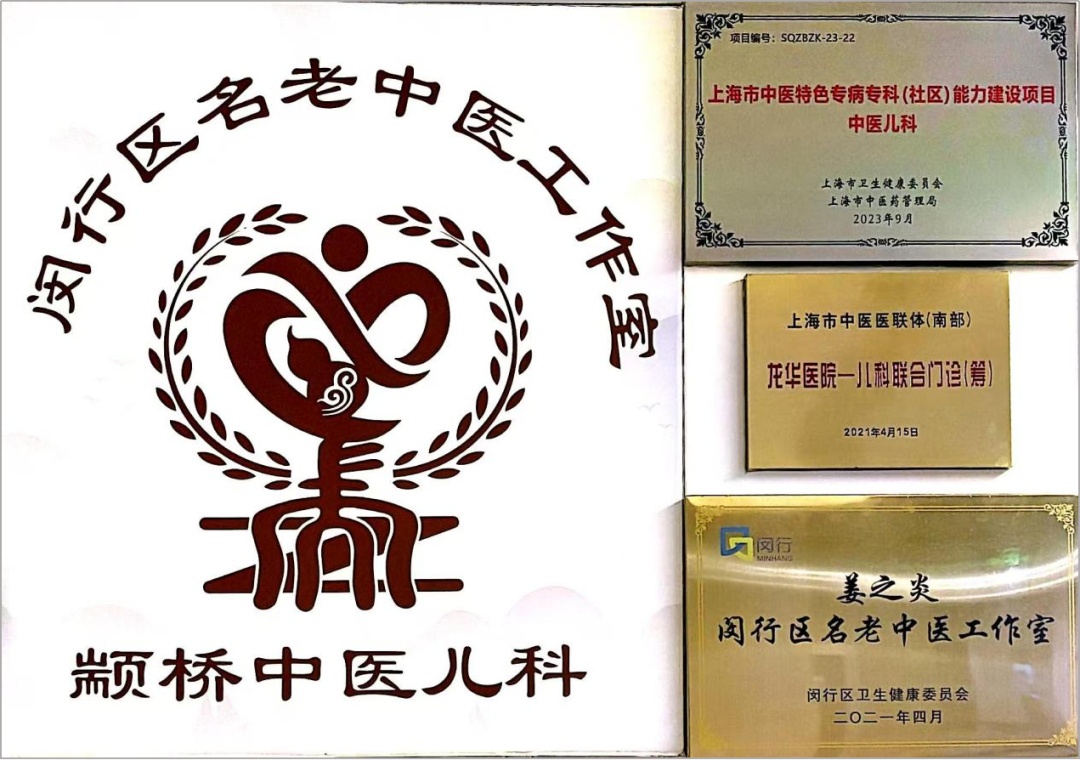 闵行区名老中医工作室
颛桥中医儿科
项目编号：SQZBZK-23-22
上海市中医特色专病专科(社区)能力建设项目
中医儿科
上海市卫生健康委员会
上海市中医药管理局
2023年9月
上海市中医医联体(南部)
龙华医院一儿科联合门诊(筹)
2021年4月15日
闵行
MINHANG
姜之炎
闵行区名老中医工作室
闵行区卫生健康委员会
二〇二一年四月